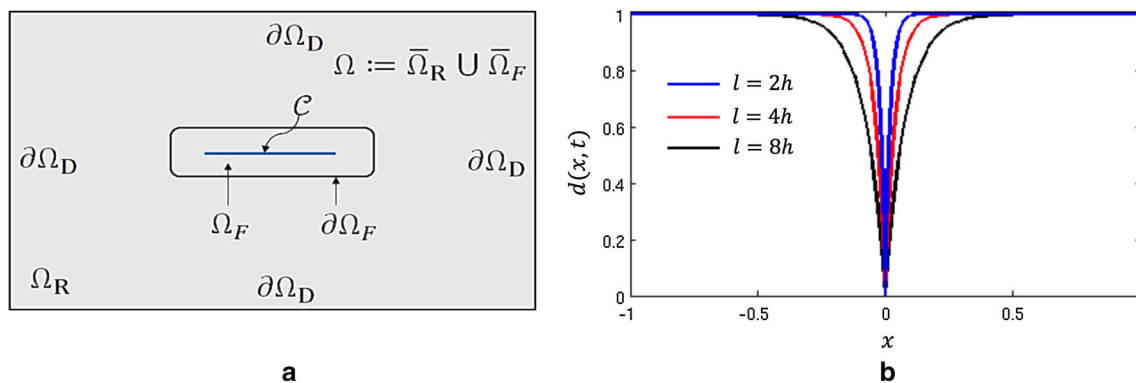 ∂Ω_D
Ω := Ω̅_R ∪ Ω̅_F
𝒞
∂Ω_D
∂Ω_D
Ω_F
∂Ω_F
Ω_R
∂Ω_D
a
1
0.8
0.6
0.4
0.2
0
d(x, t)
l = 2h
l = 4h
l = 8h
-1
-0.5
0
0.5
x
b